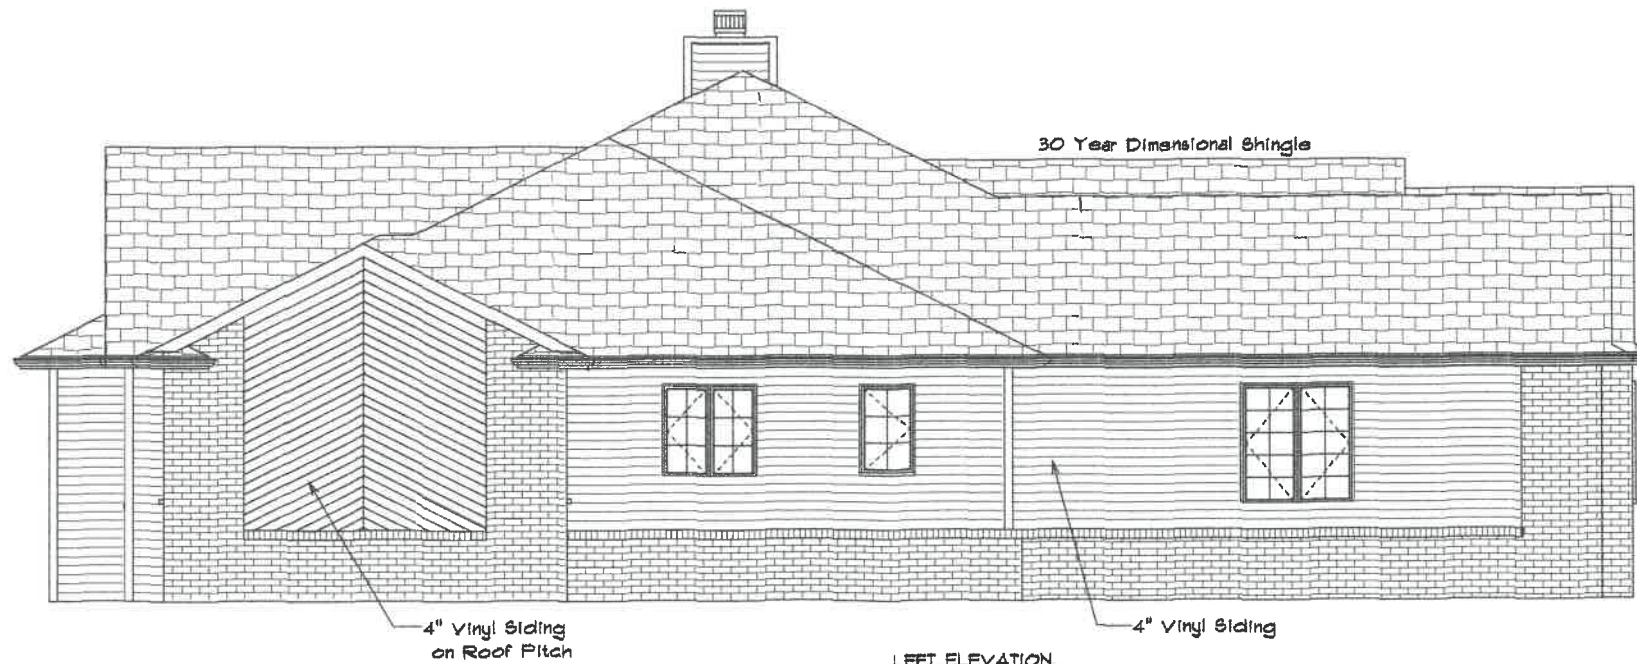 30 Year Dimensional Shingle
4" Vinyl Siding
on Roof Pitch
4" Vinyl Siding
LEFT ELEVATION